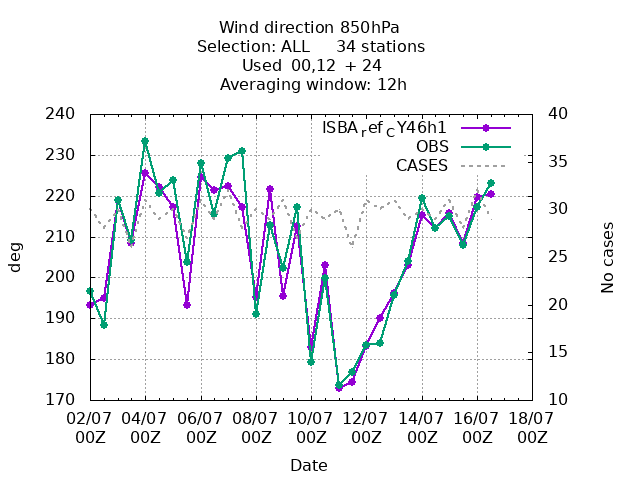 Wind direction 850hPa
Selection: ALL 34 stations
Used 00,12 + 24
Averaging window: 12h
240 40
ISBA_ref_CY46h1
OBS
CASES
230 35
220 30
210
deg
No cases
25
200
20
190
15
180
170 10
02/07 04/07 06/07 08/07 10/07 12/07 14/07 16/07 18/07
00Z 00Z 00Z 00Z 00Z 00Z 00Z 00Z 00Z
Date